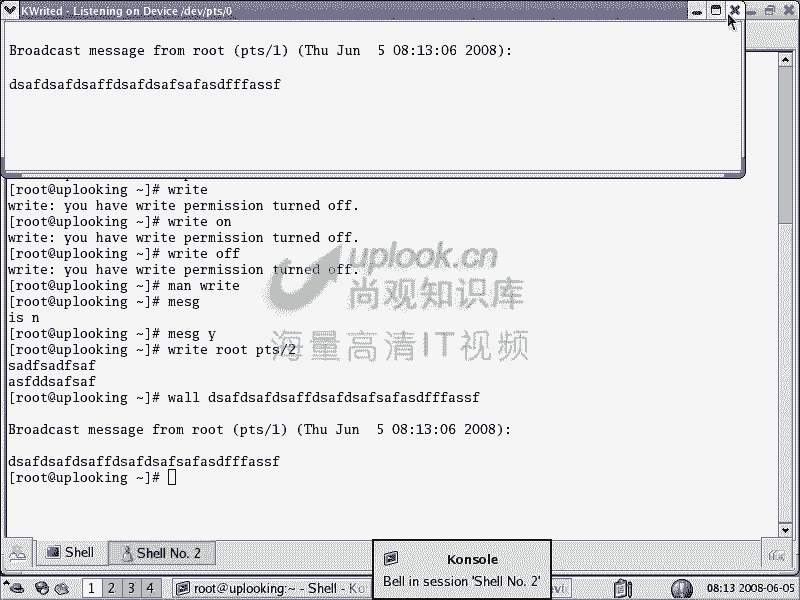 KWrited - Listening on Device /dev/pts/0
Broadcast message from root (pts/1) (Thu Jun  5 08:13:06 2008):
dsafdsafdsaffdsafdsafsafasdfffassf
[root@uplooking ~]# write
write: you have write permission turned off.
[root@uplooking ~]# write on
write: you have write permission turned off.
[root@uplooking ~]# write off
write: you have write permission turned off.
[root@uplooking ~]# man write
[root@uplooking ~]# mesg
is n
[root@uplooking ~]# mesg y
[root@uplooking ~]# write root pts/2
sadfsadfsaf
asfddsafsaf
[root@uplooking ~]# wall dsafdsafdsaffdsafdsafsafasdfffassf
Broadcast message from root (pts/1) (Thu Jun  5 08:13:06 2008):
dsafdsafdsaffdsafdsafsafasdfffassf
[root@uplooking ~]#
uplook.cn
尚观知识库
海量高清IT视频
Shell
Shell No. 2
Konsole
Bell in session 'Shell No. 2'
1 2 3 4
root@uplooking:~ - Shell - Ko
08:13 2008-06-05